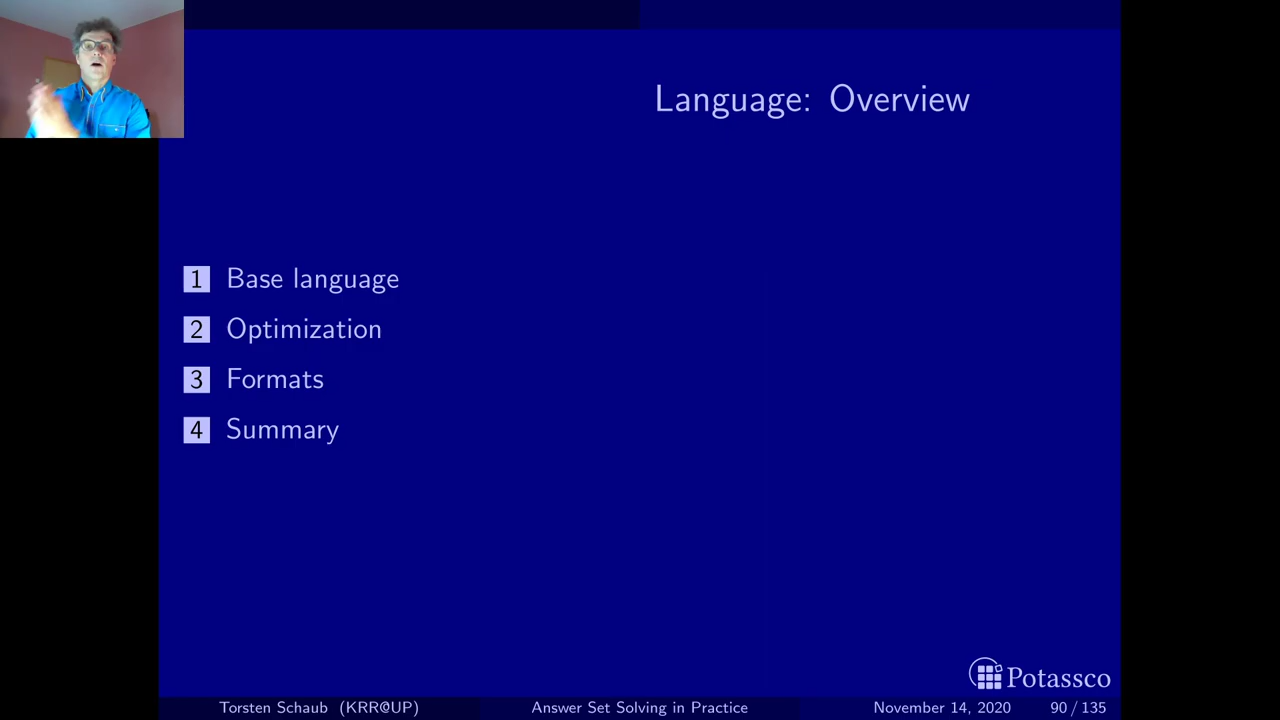 Language: Overview
1 Base language
2 Optimization
3 Formats
4 Summary
Potassco
Torsten Schaub (KRR@UP) Answer Set Solving in Practice November 14, 2020 90 / 135